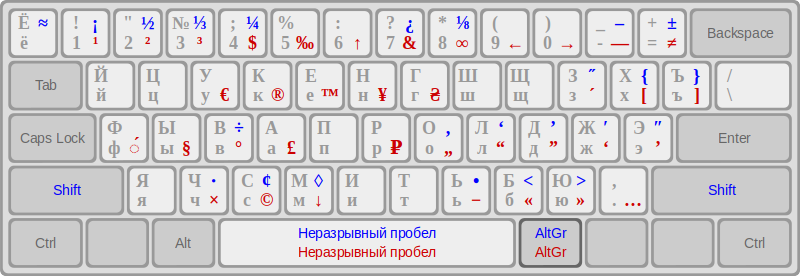 Ё ≈ ! ¡ " ½ № ⅓ ; ¼ % : ? ¿ * ⅛ ( ) _ – + ± Backspace
ё 1 ¹ 2 ² 3 ³ 4 $ 5 ‰ 6 ↑ 7 & 8 ∞ 9 ← 0 → - — = ≠
Tab Й Ц У К Е Н Г Ш Щ З ˝ Х { Ъ } /
й ц у € к ® е ™ н ¥ г ₴ ш щ з ´ х [ ъ ] \
Caps Lock Ф Ы В ÷ А П Р О ‚ Л ‘ Д ’ Ж ′ Э ″ Enter
ф ́ ы § в ° а £ п р ₽ о „ л “ д ” ж ‘ э ’
Shift Я Ч · С ¢ М ◊ И Т Ь • Б < Ю > , Shift
я ч × с © м ↓ и т ь − б « ю » . …
Ctrl Alt Неразрывный пробел AltGr Ctrl
Неразрывный пробел AltGr